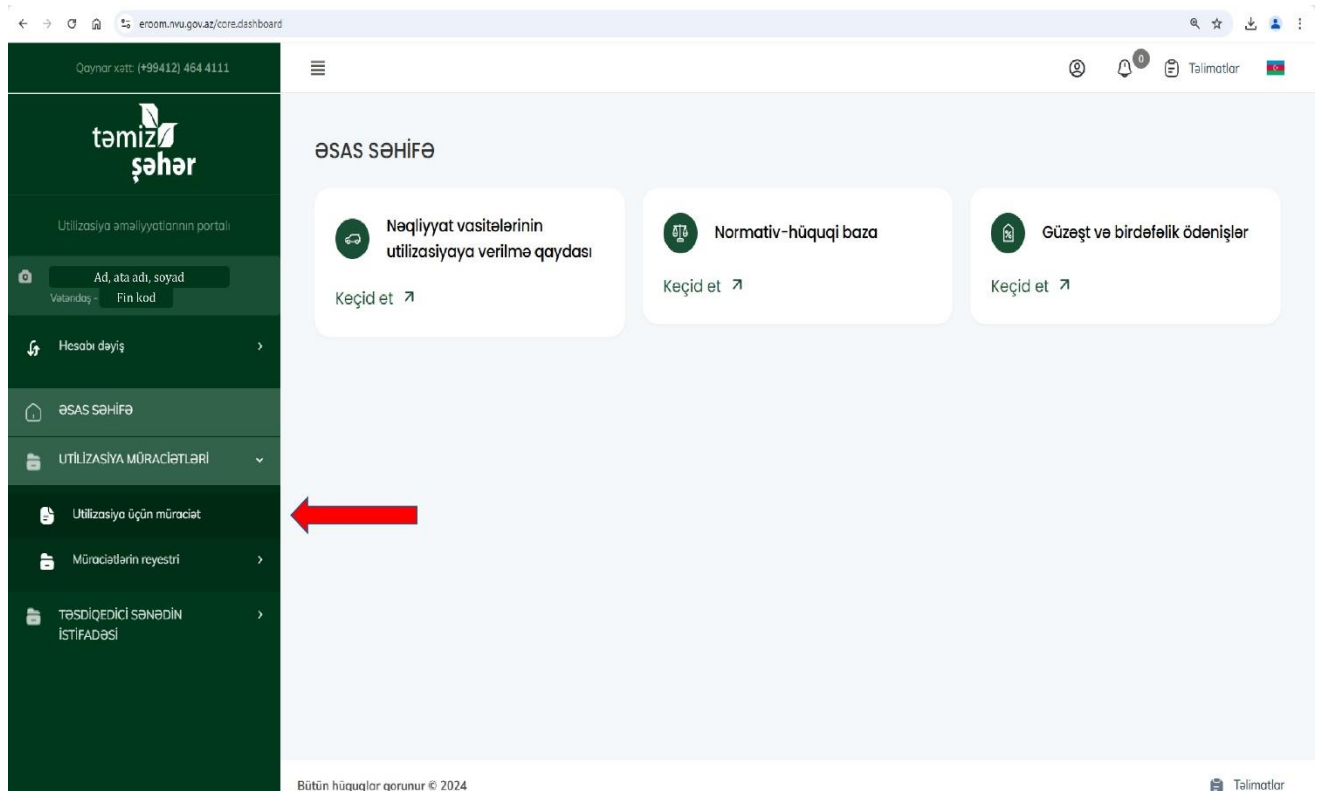 eroom.nvu.gov.az/core.dashboard
Qaynar xətt: (+99412) 464 4111
0
Təlimatlar
təmiz
şəhər
Utilizasiya əməliyyatlarının portalı
Ad, ata adı, soyad
Vətəndaş - Fin kod
Hesabı dəyiş
ƏSAS SƏHİFƏ
UTİLİZASİYA MÜRACİƏTLƏRİ
Utilizasiya üçün müraciət
Müraciətlərin reyestri
TƏSDİQEDİCİ SƏNƏDİN
İSTİFADƏSİ
ƏSAS SƏHİFƏ
Nəqliyyat vasitələrinin
utilizasiyaya verilmə qaydası
Keçid et
Normativ-hüquqi baza
Keçid et
Güzəşt və birdəfəlik ödənişlər
Keçid et
Bütün hüquqlar qorunur © 2024
Təlimatlar